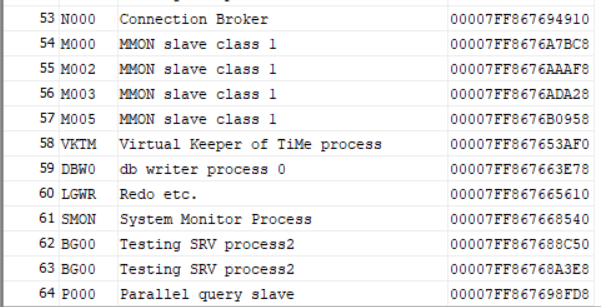 53 N000 Connection Broker 00007FF867694910
54 M000 MMON slave class 1 00007FF8676A7BC8
55 M002 MMON slave class 1 00007FF8676AAAF8
56 M003 MMON slave class 1 00007FF8676ADA28
57 M005 MMON slave class 1 00007FF8676B0958
58 VKTM Virtual Keeper of TiMe process 00007FF867653AF0
59 DBW0 db writer process 0 00007FF867663E78
60 LGWR Redo etc. 00007FF867665610
61 SMON System Monitor Process 00007FF867668540
62 BG00 Testing SRV process2 00007FF867688C50
63 BG00 Testing SRV process2 00007FF86768A3E8
64 P000 Parallel query slave 00007FF867698FD8